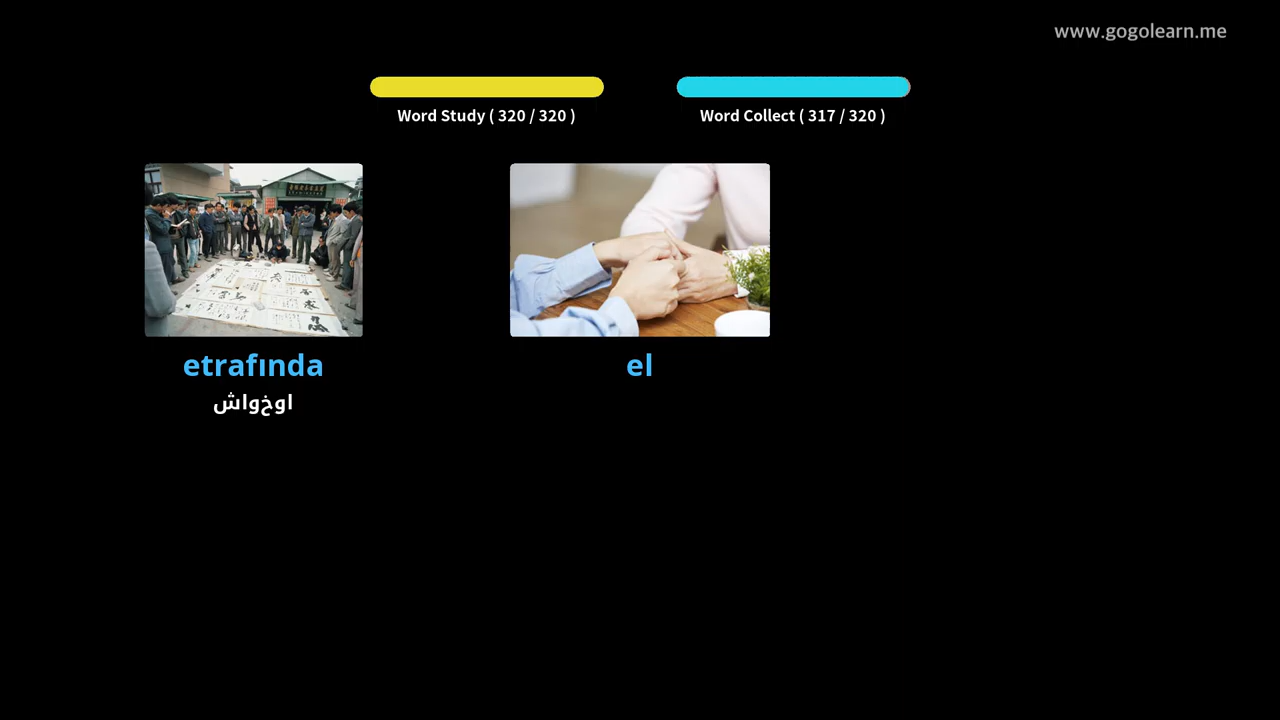 www.gogolearn.me
Word Study ( 320 / 320 )
Word Collect ( 317 / 320 )
etrafında
el
اوخواش